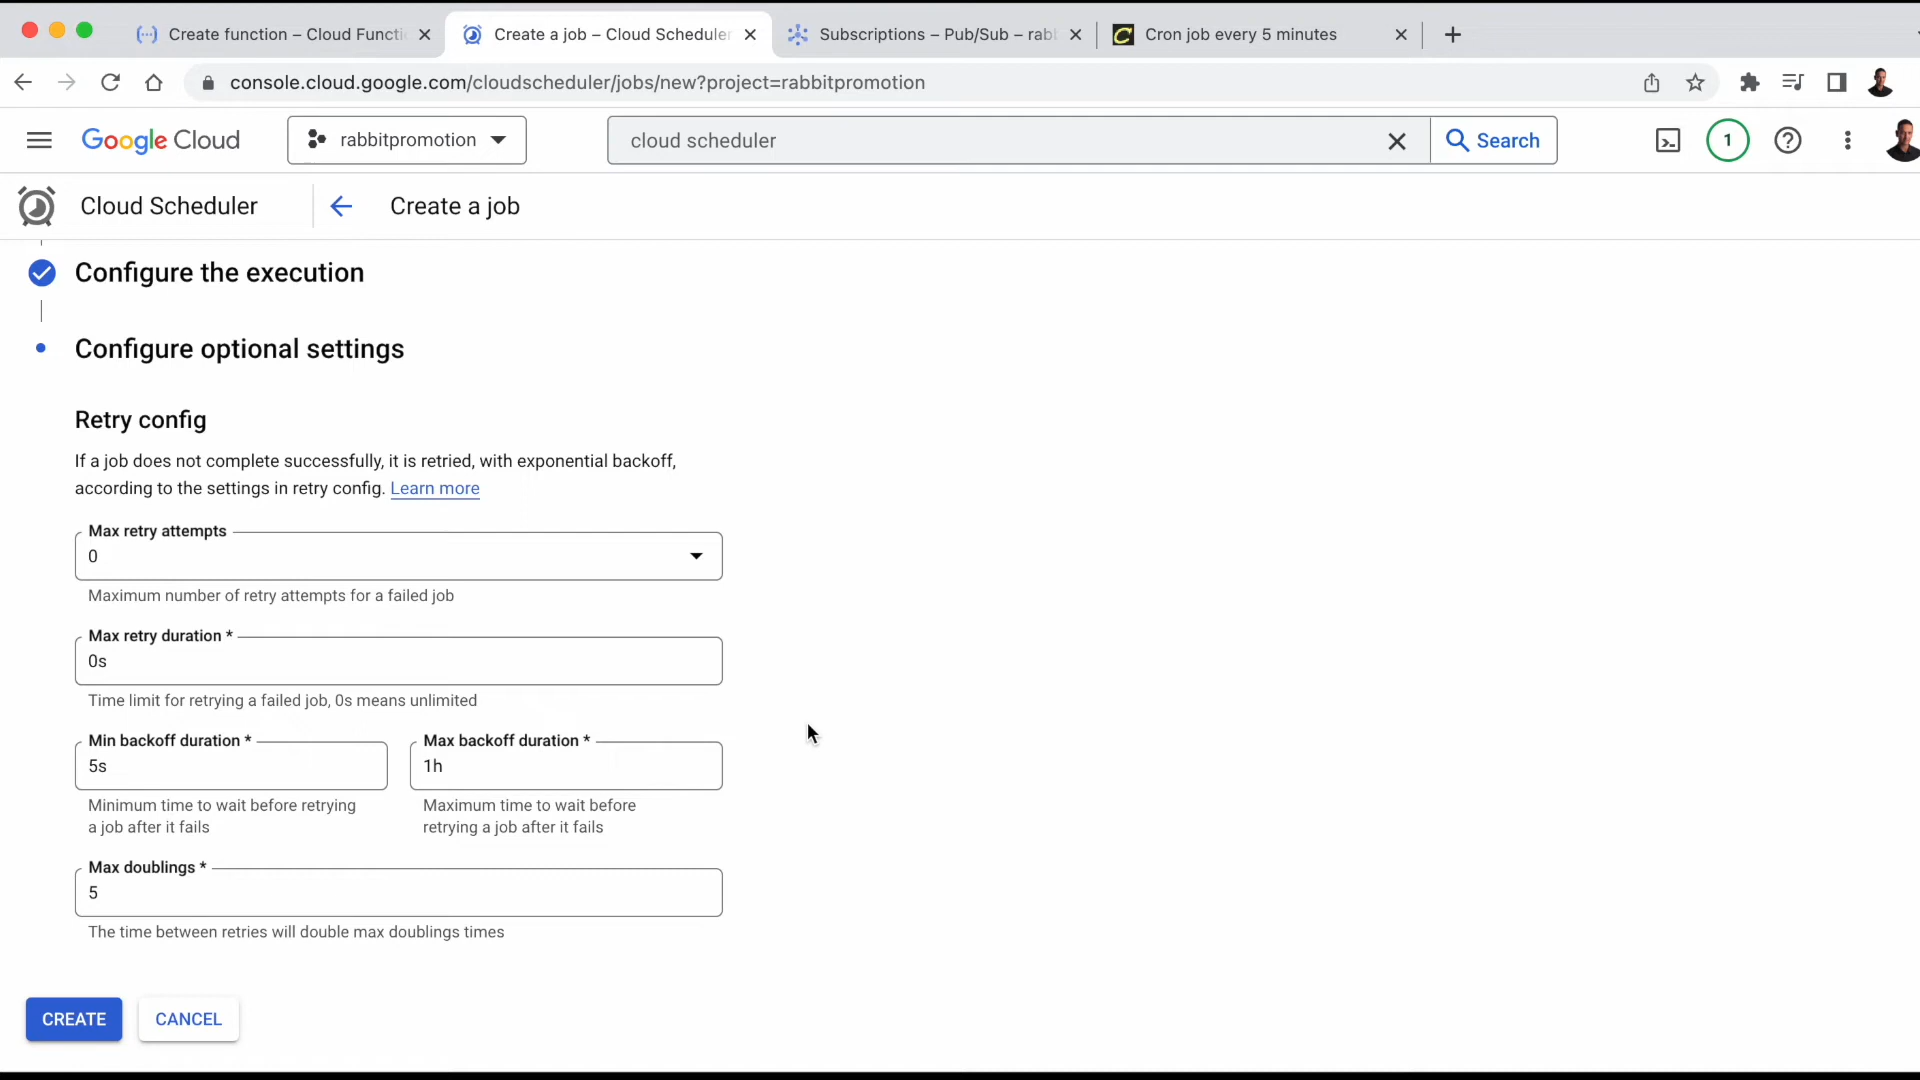 Create function – Cloud Functi
Create a job – Cloud Scheduler
Subscriptions – Pub/Sub – rabb
Cron job every 5 minutes
console.cloud.google.com/cloudscheduler/jobs/new?project=rabbitpromotion
Google Cloud
rabbitpromotion
cloud scheduler
Search
1
Cloud Scheduler
Create a job
Configure the execution
Configure optional settings
Retry config
If a job does not complete successfully, it is retried, with exponential backoff,
according to the settings in retry config. Learn more
Max retry attempts
0
Maximum number of retry attempts for a failed job
Max retry duration *
0s
Time limit for retrying a failed job, 0s means unlimited
Min backoff duration *
5s
Minimum time to wait before retrying
a job after it fails
Max backoff duration *
1h
Maximum time to wait before
retrying a job after it fails
Max doublings *
5
The time between retries will double max doublings times
CREATE
CANCEL